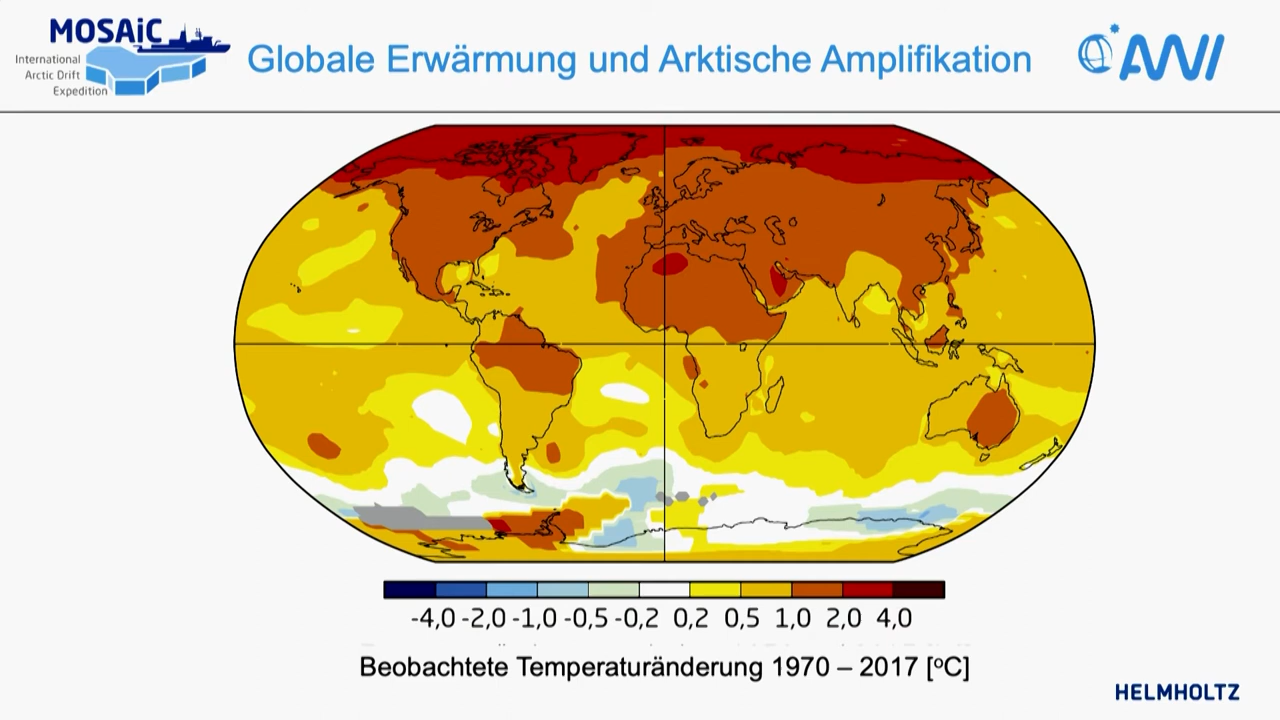 MOSAiC
International
Arctic Drift
Expedition
Globale Erwärmung und Arktische Amplifikation
AWI
-4,0 -2,0 -1,0 -0,5 -0,2 0,2 0,5 1,0 2,0 4,0
Beobachtete Temperaturänderung 1970 – 2017 [ºC]
HELMHOLTZ